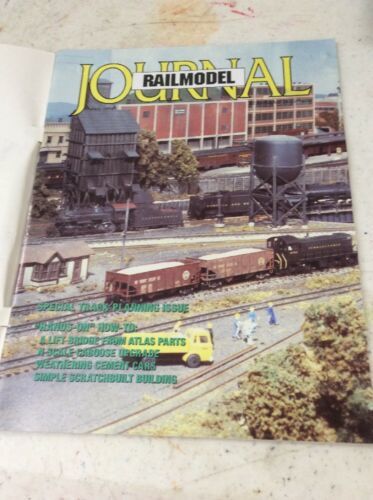 RAILMODEL
JOURNAL
SPECIAL TRACK PLANNING ISSUE
"HANDS-ON" HOW-TO:
A LIFT BRIDGE FROM ATLAS PARTS
N SCALE CABOOSE UPGRADE
WEATHERING CEMENT CARS
SIMPLE SCRATCHBUILT BUILDING